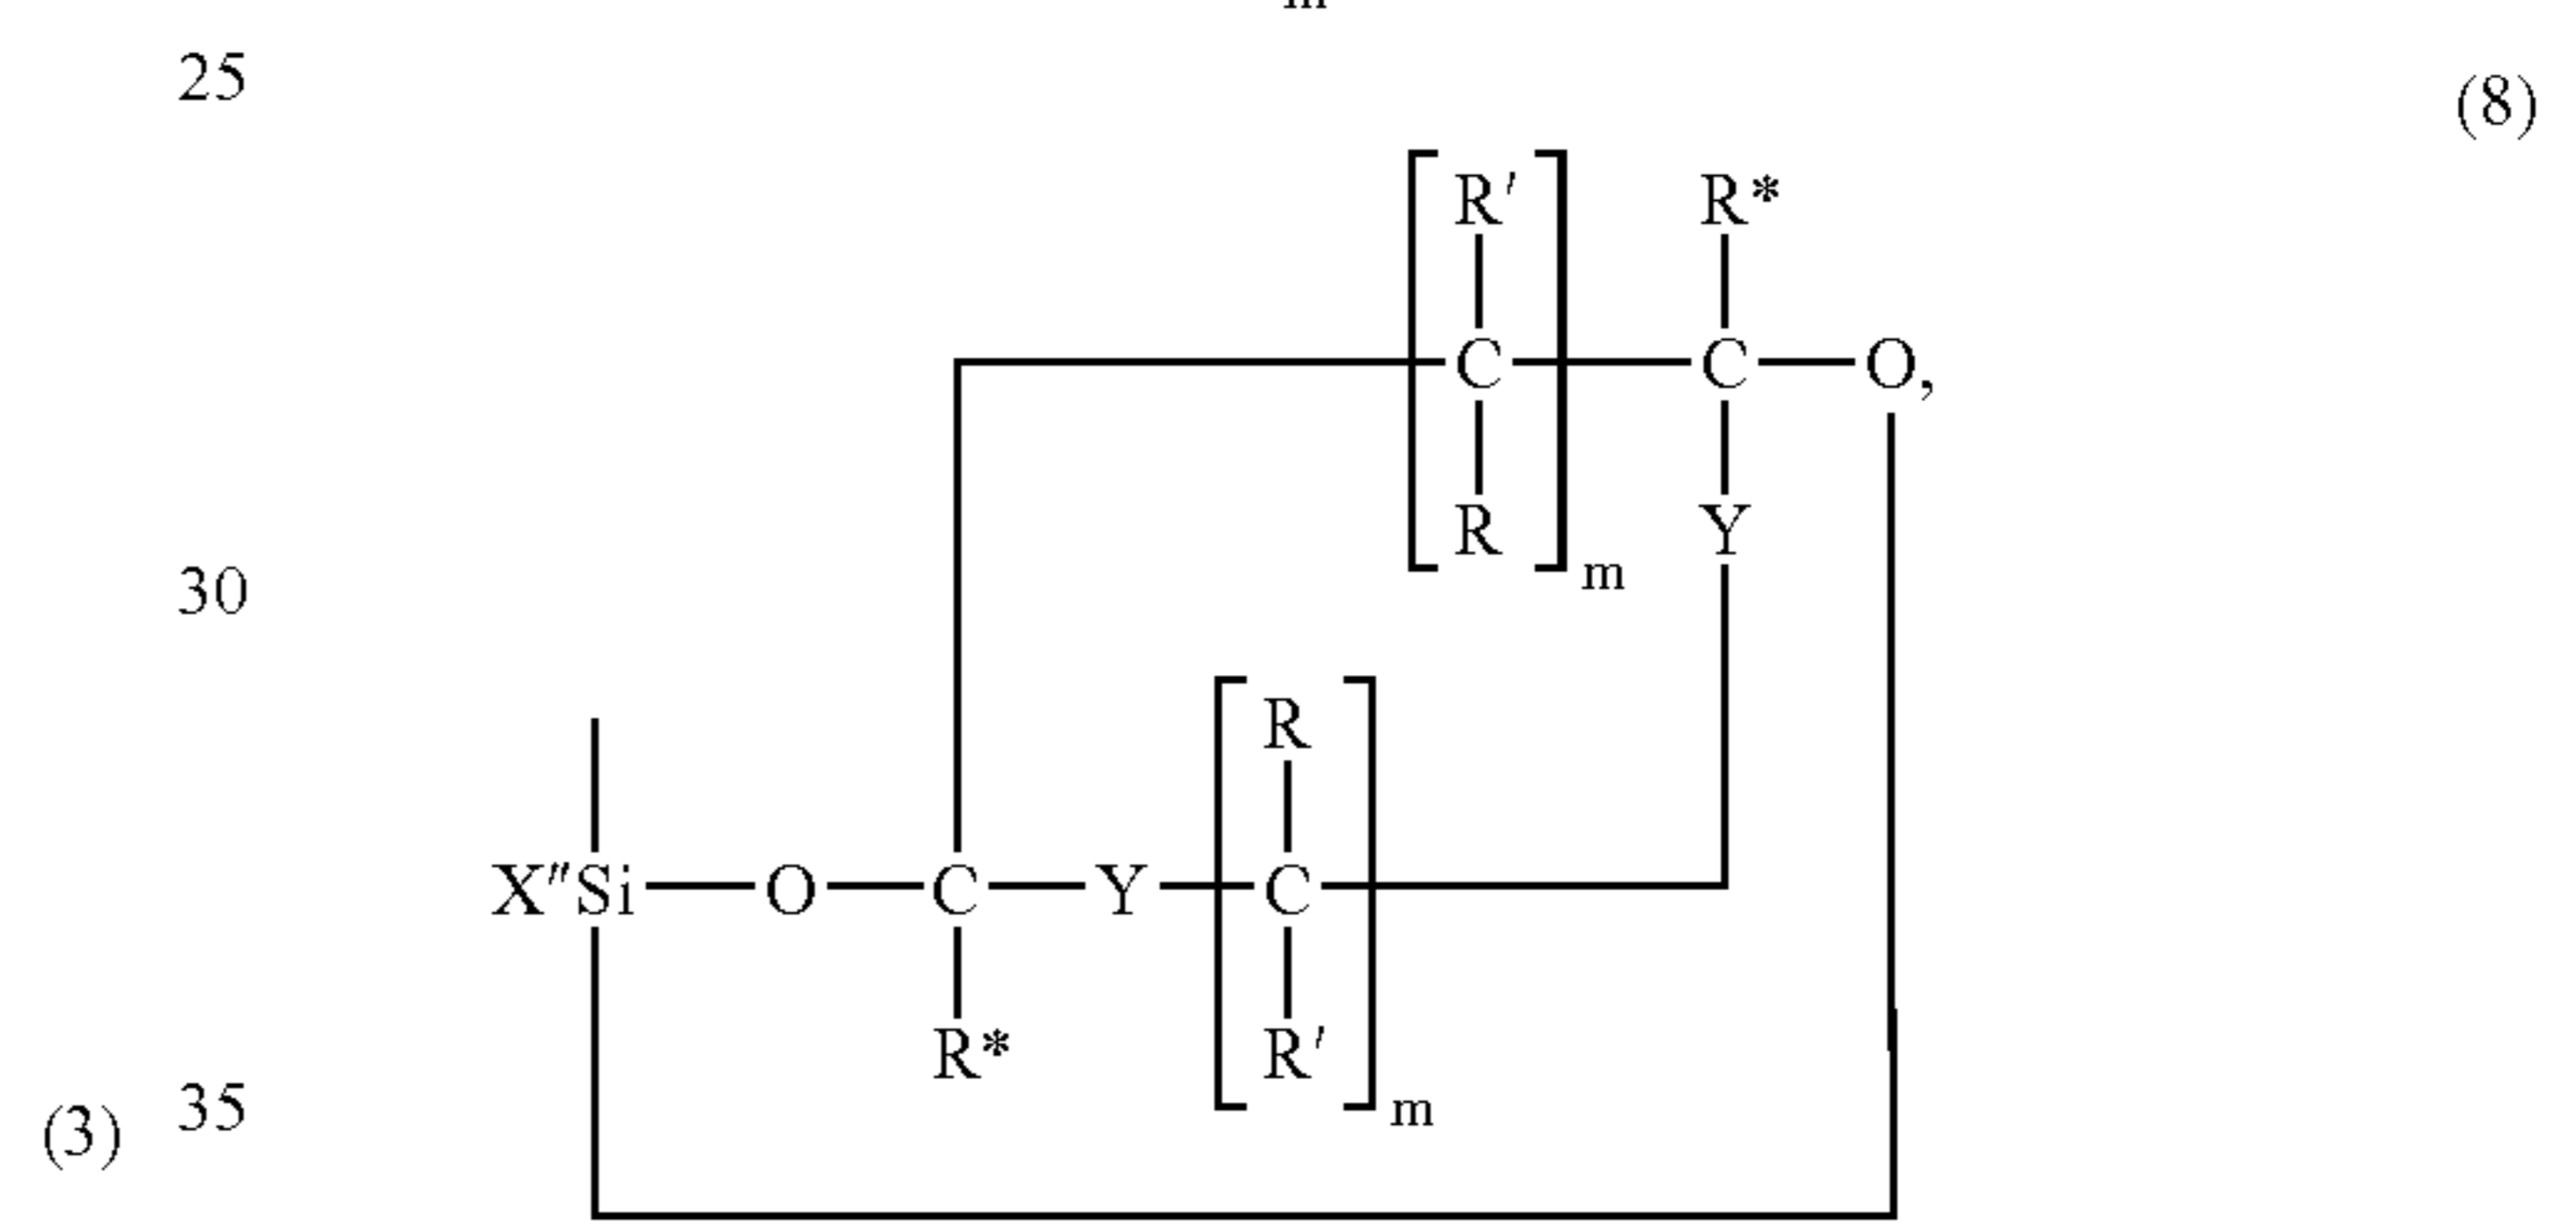 m
25
(8)
R′ R*
C C O,
R Y
m
30
R
X″Si O C Y C
R* R′
m
(3) 35